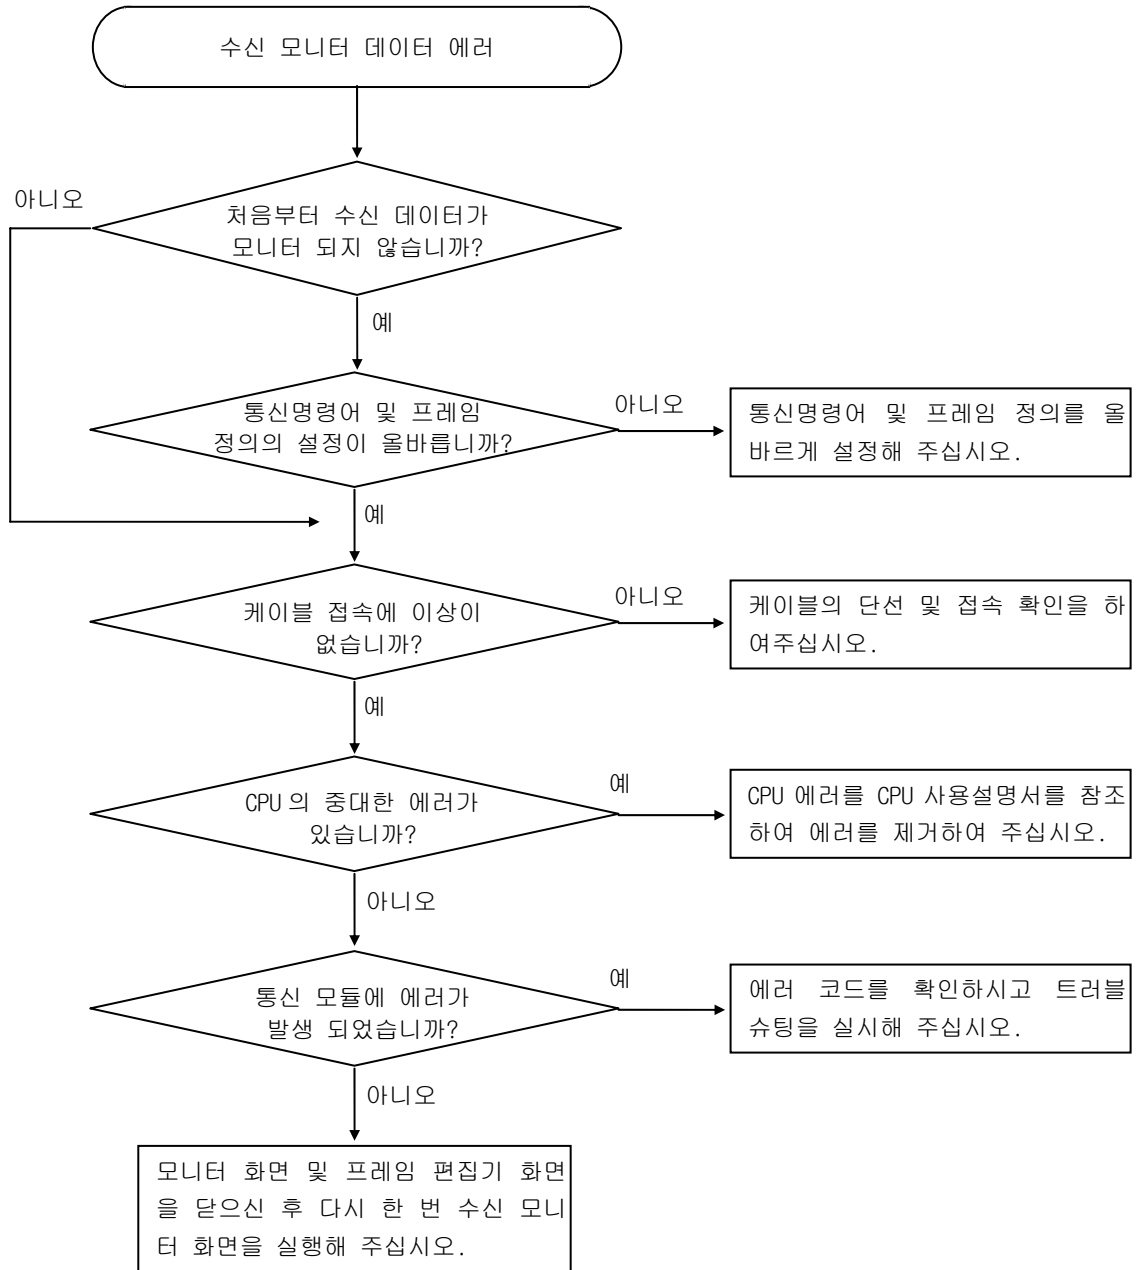 수신 모니터 데이터 에러
아니오
처음부터 수신 데이터가
모니터 되지 않습니까?
예
통신명령어 및 프레임
정의의 설정이 올바릅니까?
아니오
통신명령어 및 프레임 정의를 올
바르게 설정해 주십시오.
예
케이블 접속에 이상이
없습니까?
아니오
케이블의 단선 및 접속 확인을 하
여주십시오.
예
CPU의 중대한 에러가
있습니까?
예
CPU 에러를 CPU 사용설명서를 참조
하여 에러를 제거하여 주십시오.
아니오
통신 모듈에 에러가
발생 되었습니까?
예
에러 코드를 확인하시고 트러블
슈팅을 실시해 주십시오.
아니오
모니터 화면 및 프레임 편집기 화면
을 닫으신 후 다시 한 번 수신 모니
터 화면을 실행해 주십시오.